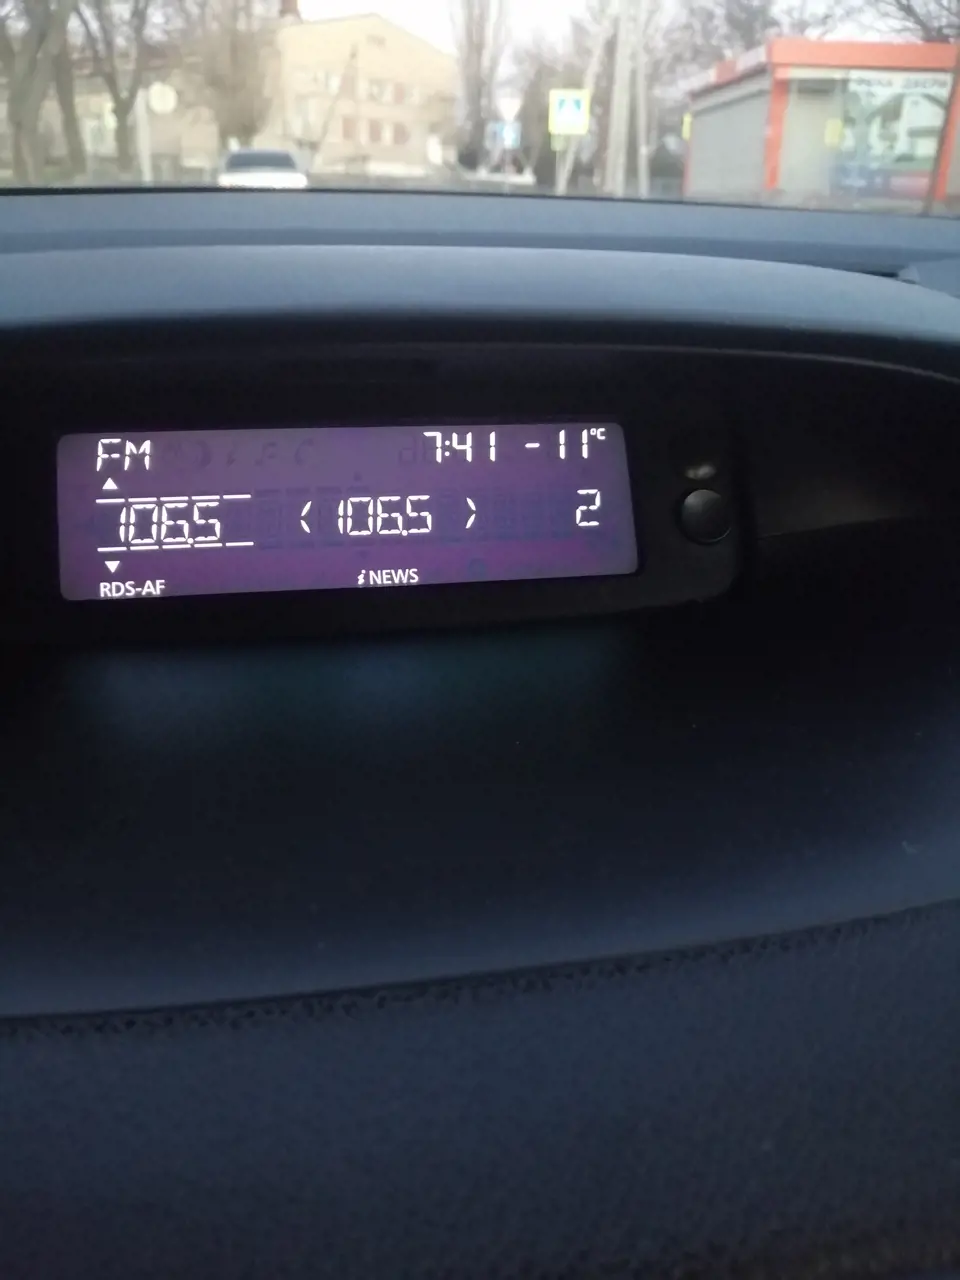 FM 7:41 -11°C
106.5 < 106.5 > 2
RDS-AF i NEWS